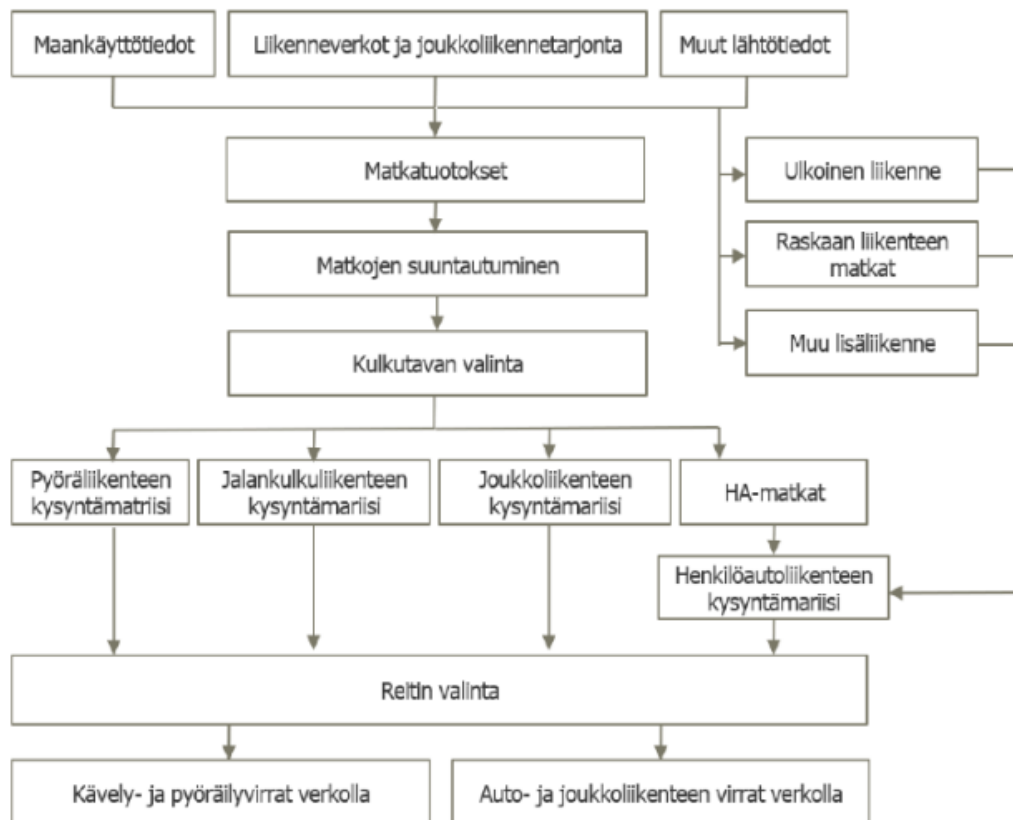 Maankäyttötiedot
Liikenneverkot ja joukkoliikennetarjonta
Muut lähtötiedot
Matkatuotokset
Ulkoinen liikenne
Matkojen suuntautuminen
Raskaan liikenteen
matkat
Kulkutavan valinta
Muu lisäliikenne
Pyöräliikenteen
kysyntämatriisi
Jalankulkuliikenteen
kysyntämariisi
Joukkoliikenteen
kysyntämariisi
HA-matkat
Henkilöautoliikenteen
kysyntämariisi
Reitin valinta
Kävely- ja pyöräilyvirrat verkolla
Auto- ja joukkoliikenteen virrat verkolla